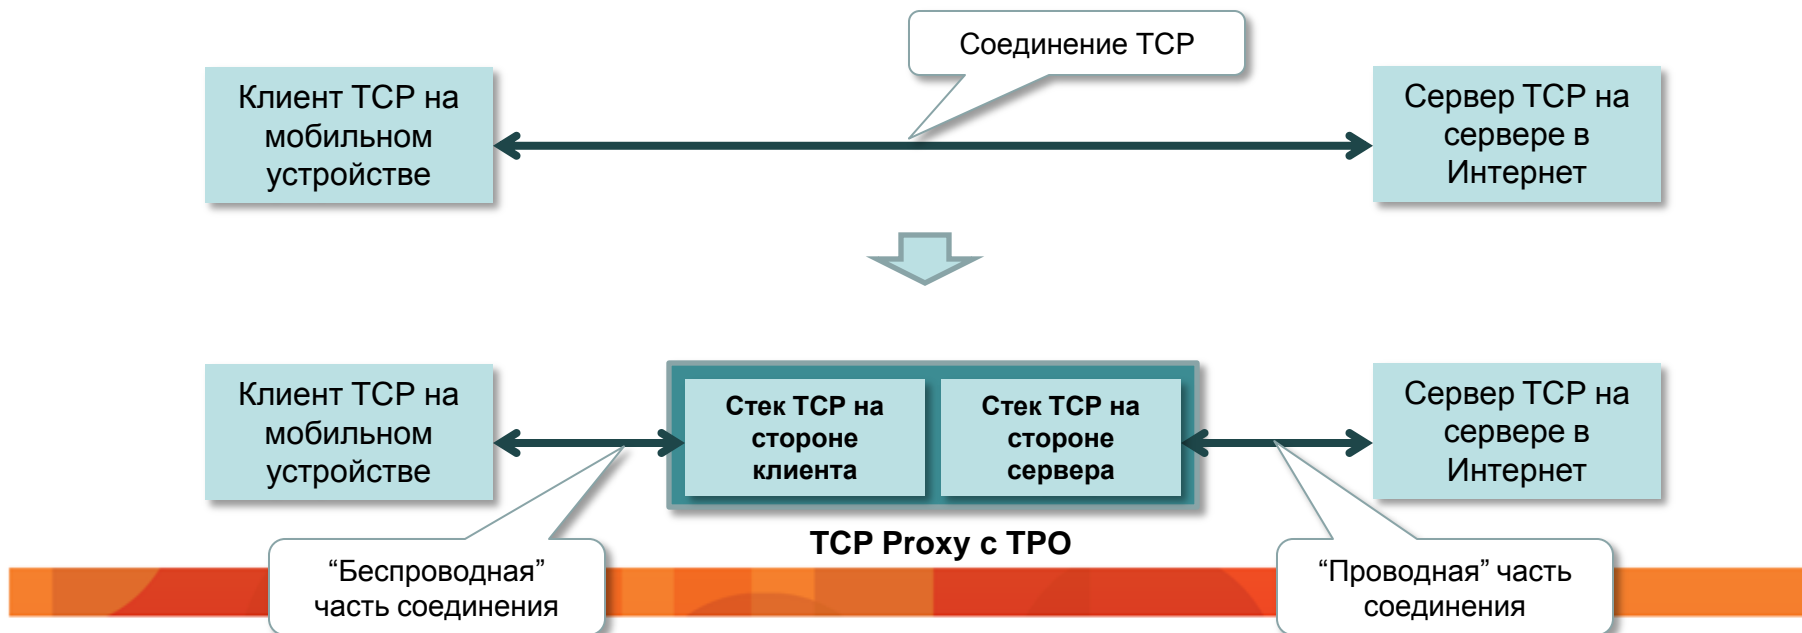 Соединение TCP
Клиент TCP на
мобильном
устройстве
Сервер TCP на
сервере в
Интернет
Клиент TCP на
мобильном
устройстве
Стек TCP на
стороне
клиента
Стек TCP на
стороне
сервера
Сервер TCP на
сервере в
Интернет
TCP Proxy с TPO
“Беспроводная”
часть соединения
“Проводная” часть
соединения